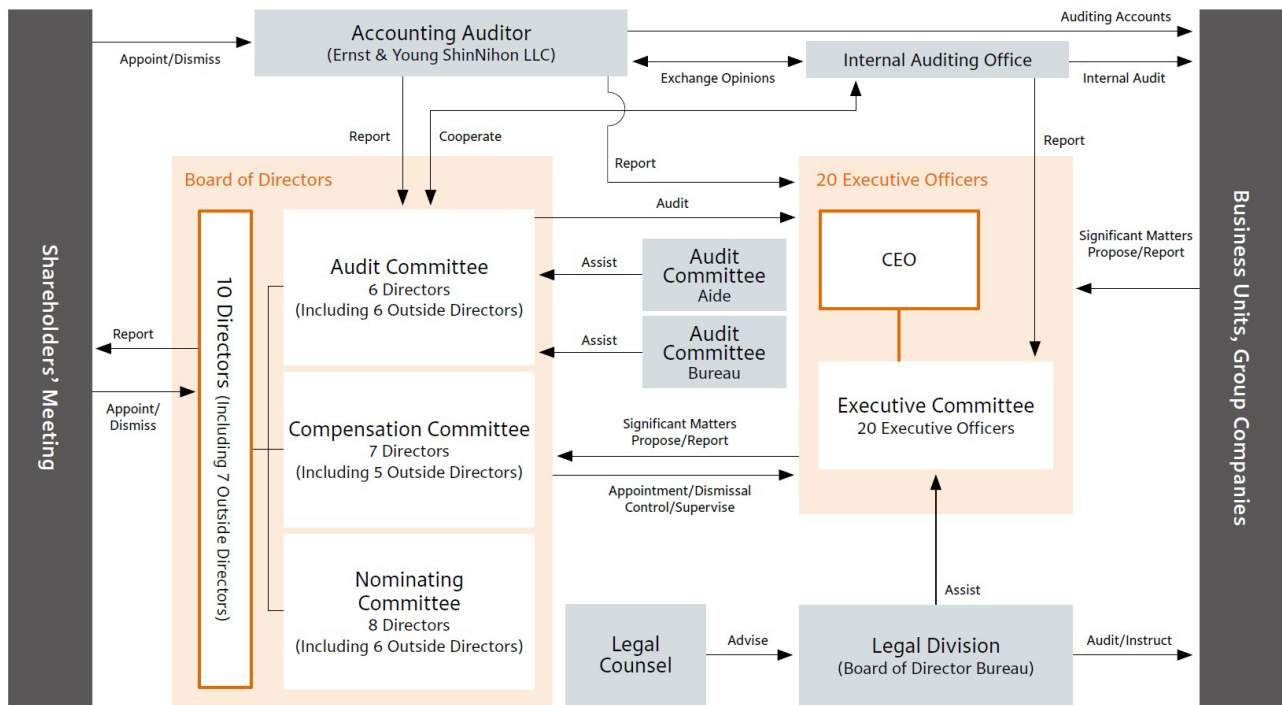 Accounting Auditor
(Ernst & Young ShinNihon LLC)
Auditing Accounts
Appoint/Dismiss
Exchange Opinions
Internal Auditing Office
Internal Audit
Report
Cooperate
Report
Report
Board of Directors
20 Executive Officers
Shareholders' Meeting
Business Units, Group Companies
10 Directors (Including 7 Outside Directors)
Audit
Audit Committee
6 Directors
(Including 6 Outside Directors)
Assist
Audit
Committee
Aide
CEO
Significant Matters
Propose/Report
Report
Assist
Audit
Committee
Bureau
Appoint/
Dismiss
Compensation Committee
7 Directors
(Including 5 Outside Directors)
Significant Matters
Propose/Report
Appointment/Dismissal
Control/Supervise
Executive Committee
20 Executive Officers
Nominating
Committee
8 Directors
(Including 6 Outside Directors)
Assist
Legal
Counsel
Advise
Legal Division
(Board of Director Bureau)
Audit/Instruct